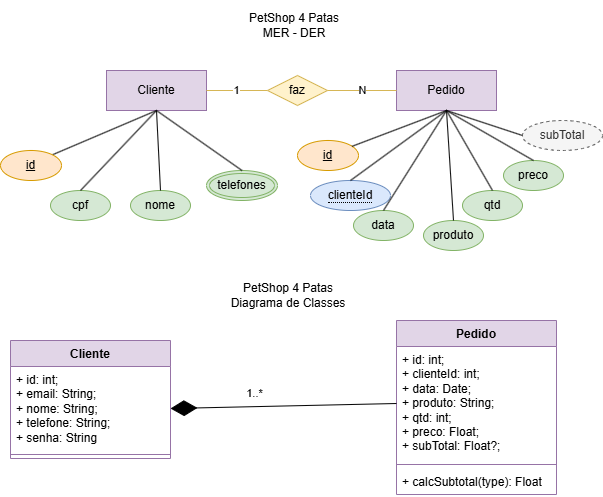 PetShop 4 Patas
MER - DER
Cliente
1
faz
N
Pedido
id
cpf
nome
telefones
id
clienteId
data
produto
qtd
preco
subTotal
PetShop 4 Patas
Diagrama de Classes
Cliente
+ id: int;
+ email: String;
+ nome: String;
+ telefone: String;
+ senha: String
1..*
Pedido
+ id: int;
+ clienteId: int;
+ data: Date;
+ produto: String;
+ qtd: int;
+ preco: Float;
+ subTotal: Float?;
+ calcSubtotal(type): Float